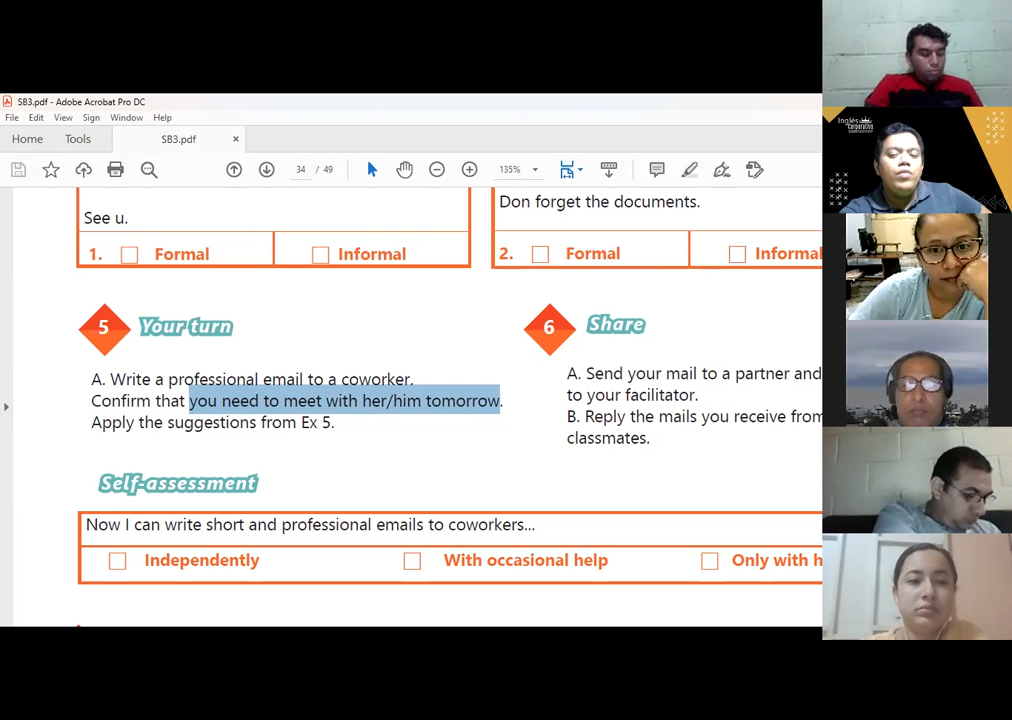 SB3.pdf - Adobe Acrobat Pro DC
File Edit View Sign Window Help
Home Tools SB3.pdf ×
34 / 49 135%
See u.
1. Formal Informal
Don forget the documents.
2. Formal Informal
5 Your turn
A. Write a professional email to a coworker.
Confirm that you need to meet with her/him tomorrow.
Apply the suggestions from Ex 5.
6 Share
A. Send your mail to a partner and
to your facilitator.
B. Reply the mails you receive from
classmates.
Self-assessment
Now I can write short and professional emails to coworkers...
Independently With occasional help Only with h
Inglés
corporativo